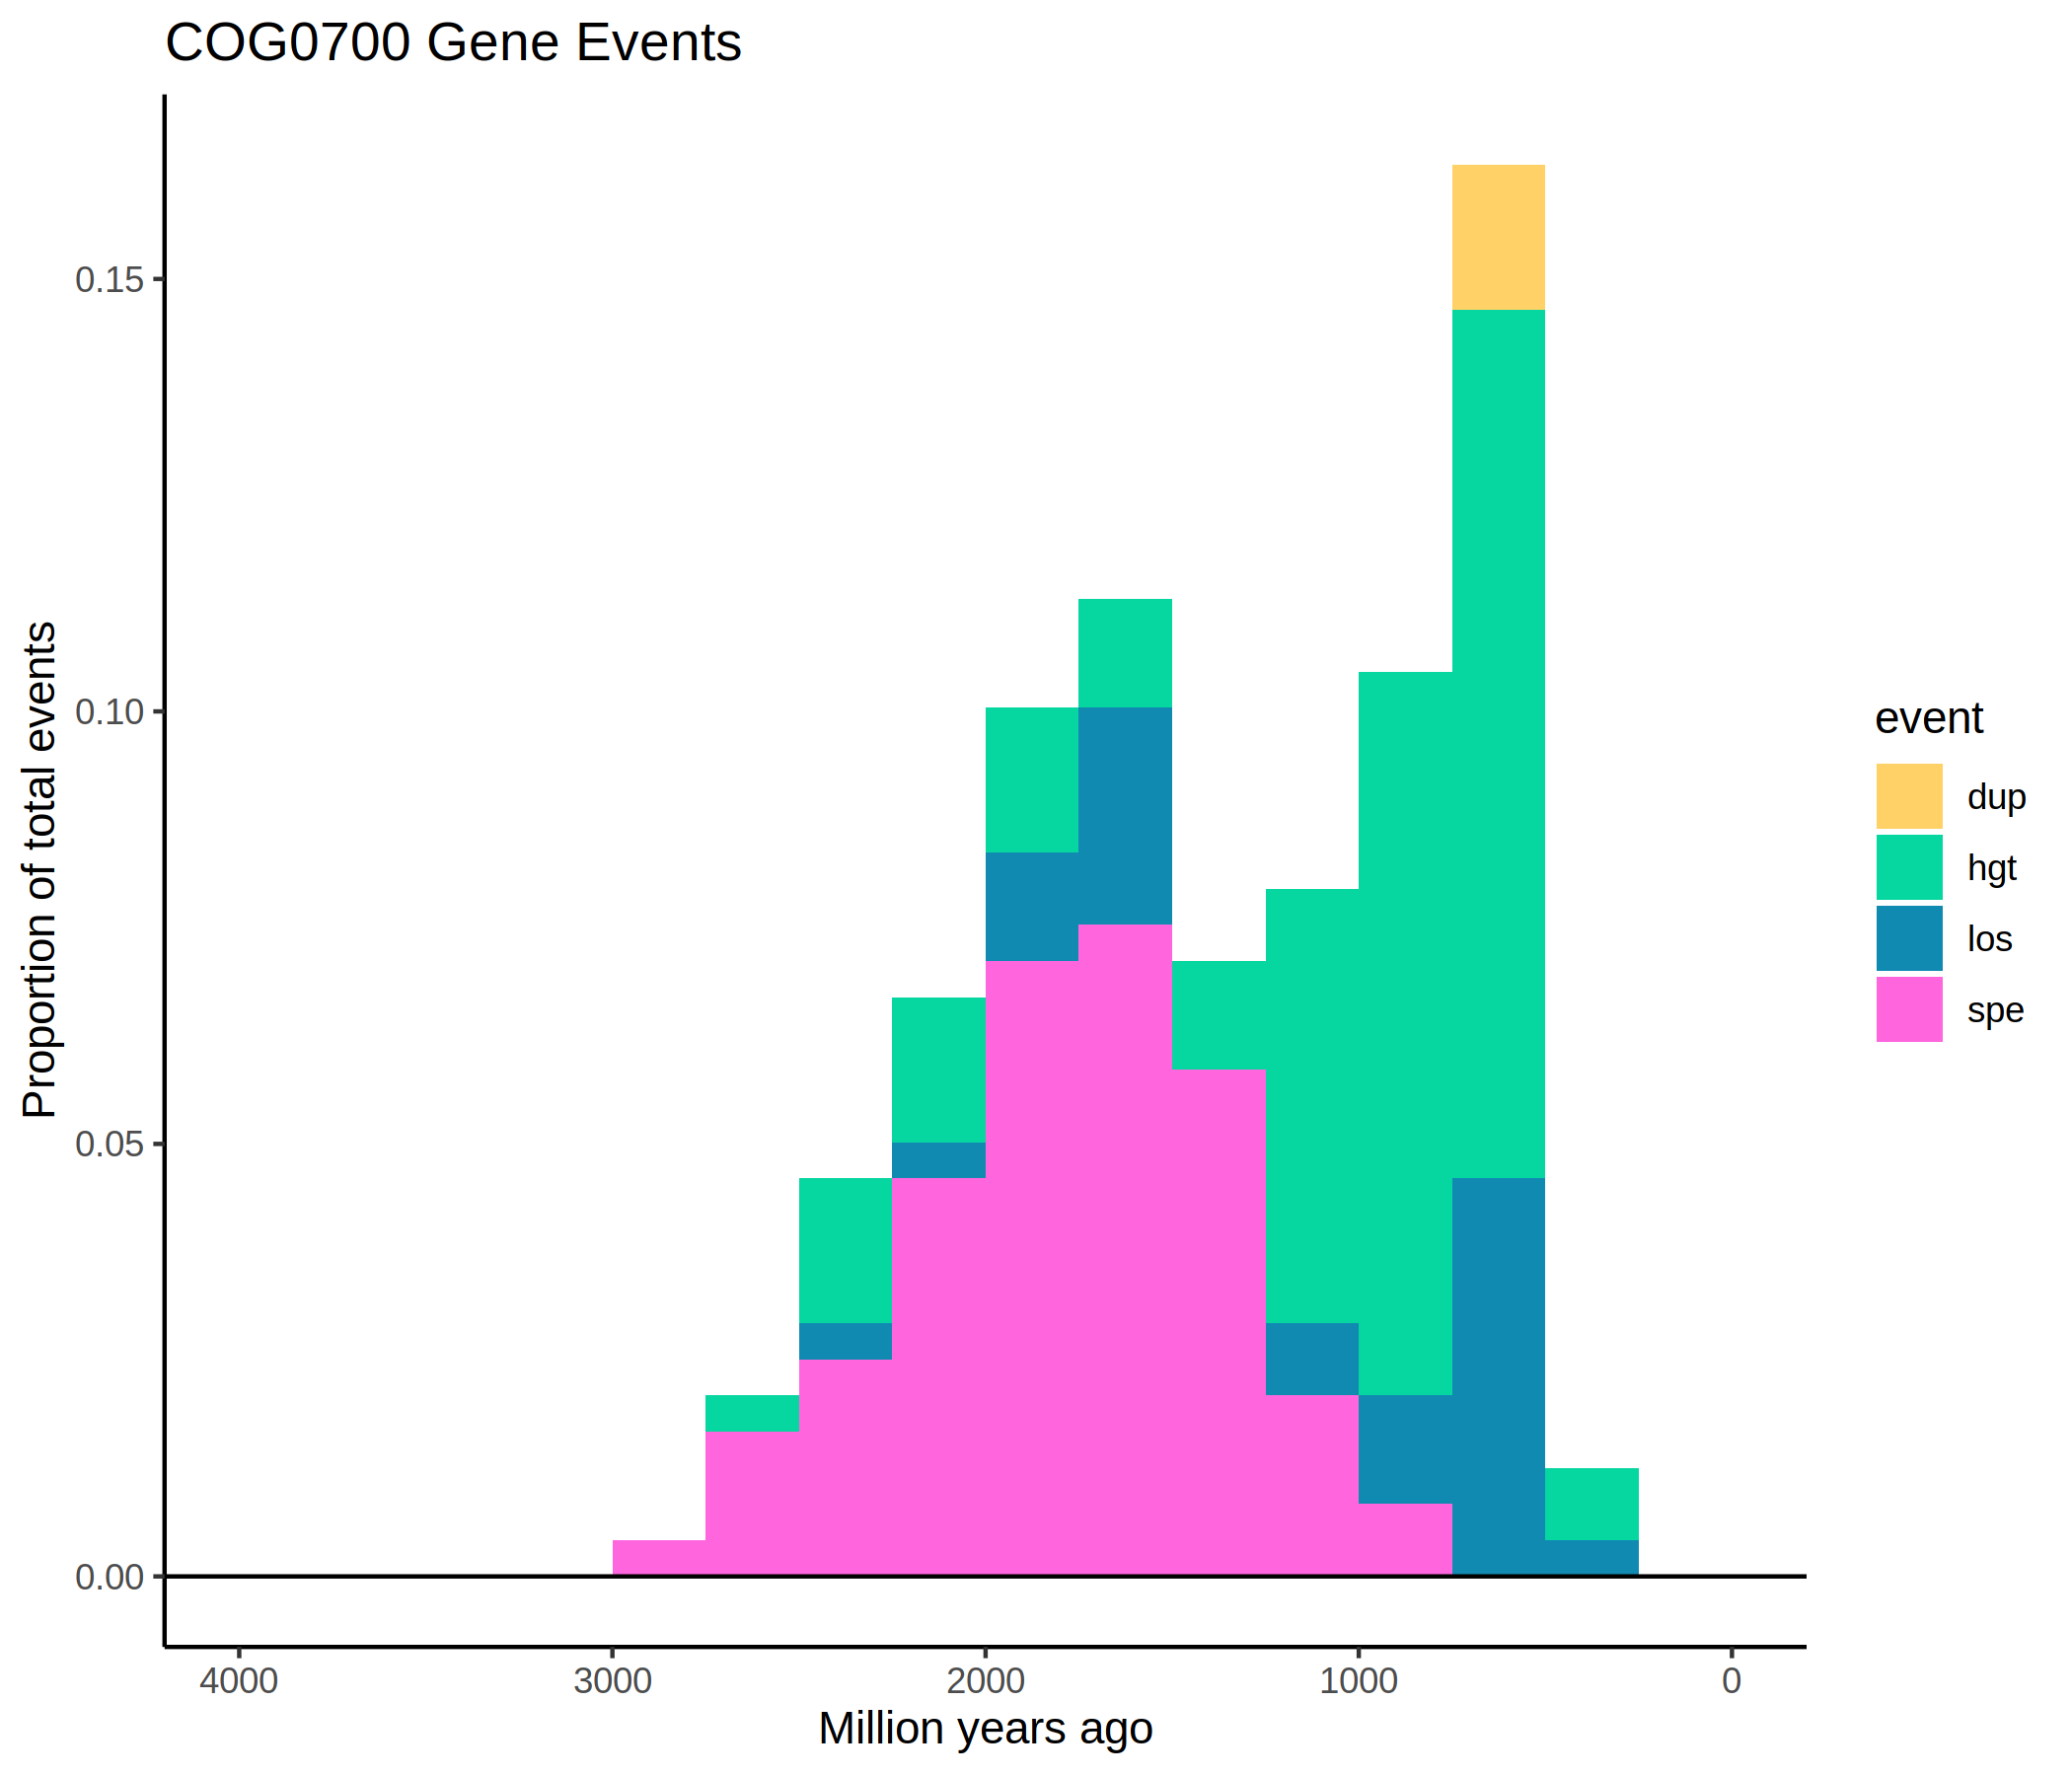 COG0700 Gene Events
Proportion of total events
0.15
0.10
0.05
0.00
4000 3000 2000 1000 0
Million years ago
event
dup
hgt
los
spe